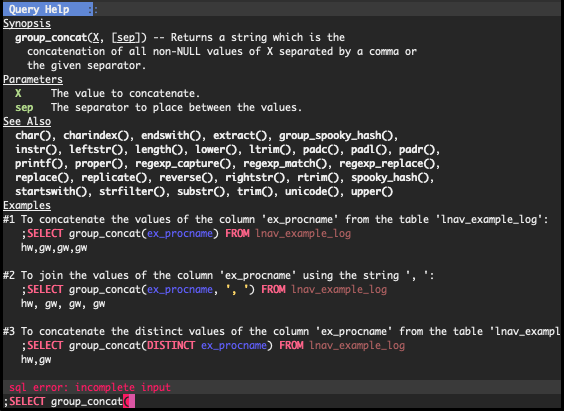 Query Help ::
Synopsis
group_concat(X, [sep]) -- Returns a string which is the
concatenation of all non-NULL values of X separated by a comma or
the given separator.
Parameters
X The value to concatenate.
sep The separator to place between the values.
See Also
char(), charindex(), endswith(), extract(), group_spooky_hash(),
instr(), leftstr(), length(), lower(), ltrim(), padc(), padl(), padr(),
printf(), proper(), regexp_capture(), regexp_match(), regexp_replace(),
replace(), replicate(), reverse(), rightstr(), rtrim(), spooky_hash(),
startswith(), strfilter(), substr(), trim(), unicode(), upper()
Examples
#1 To concatenate the values of the column 'ex_procname' from the table 'lnav_example_log':
;SELECT group_concat(ex_procname) FROM lnav_example_log
hw,gw,gw,gw
#2 To join the values of the column 'ex_procname' using the string ', ':
;SELECT group_concat(ex_procname, ', ') FROM lnav_example_log
hw, gw, gw, gw
#3 To concatenate the distinct values of the column 'ex_procname' from the table 'lnav_exampl
;SELECT group_concat(DISTINCT ex_procname) FROM lnav_example_log
hw,gw
sql error: incomplete input
;SELECT group_concat(